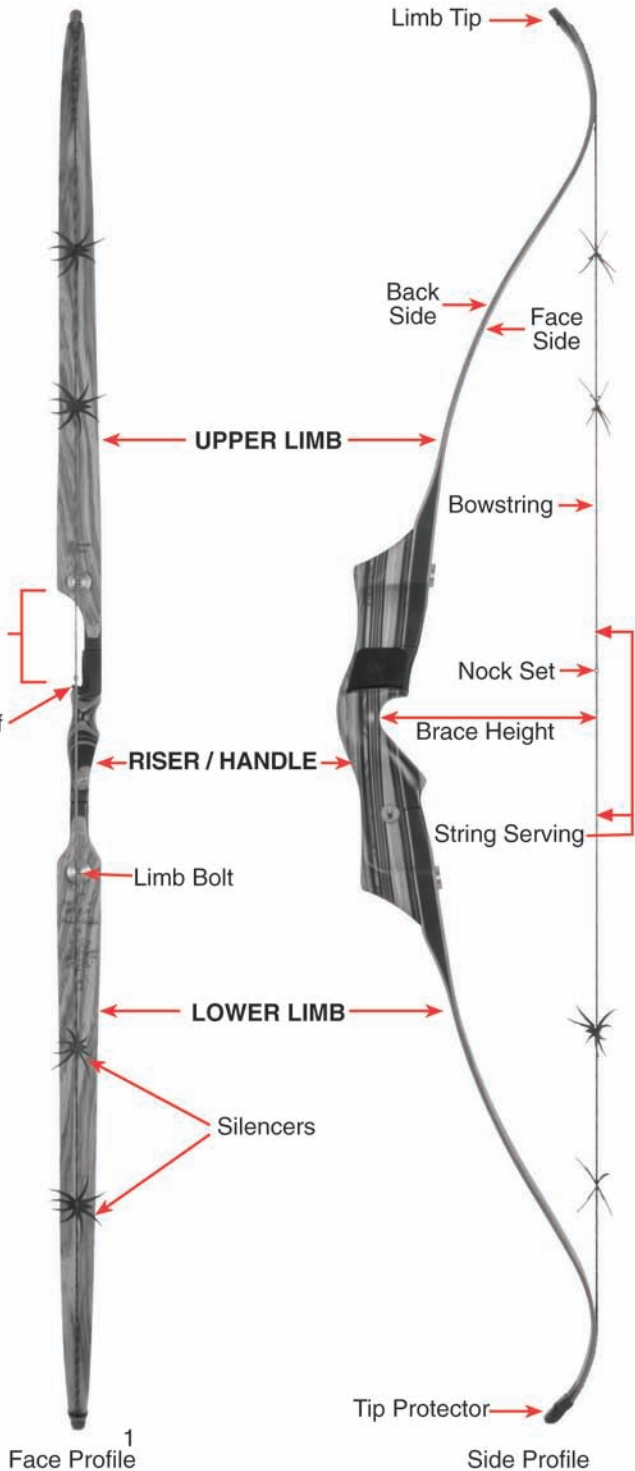 Limb Tip
Back
Side
Face
Side
UPPER LIMB
Bowstring
Nock Set
f
Brace Height
RISER / HANDLE
String Serving
Limb Bolt
LOWER LIMB
Silencers
Tip Protector
1
Face Profile
Side Profile